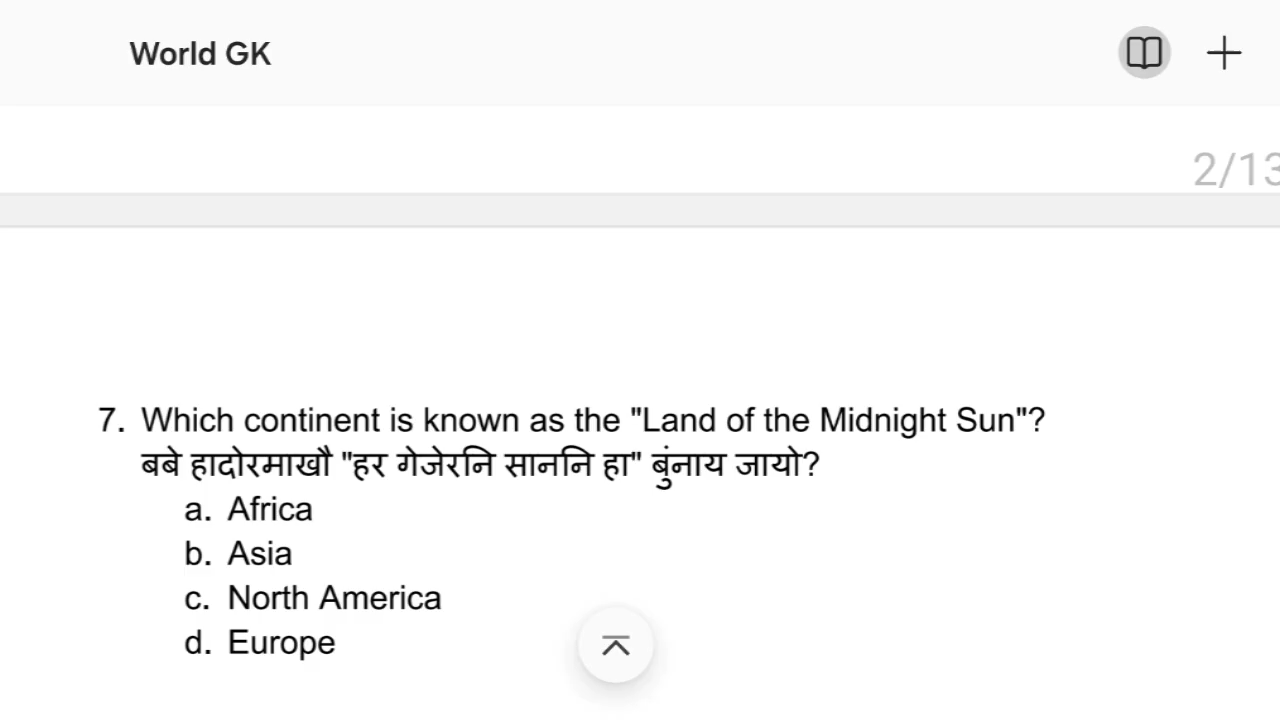 World GK
2/13
7. Which continent is known as the "Land of the Midnight Sun"?
बबे हादोरमाखौ "हर गेजेरनि साननि हा" बुंनाय जायो?
a. Africa
b. Asia
c. North America
d. Europe